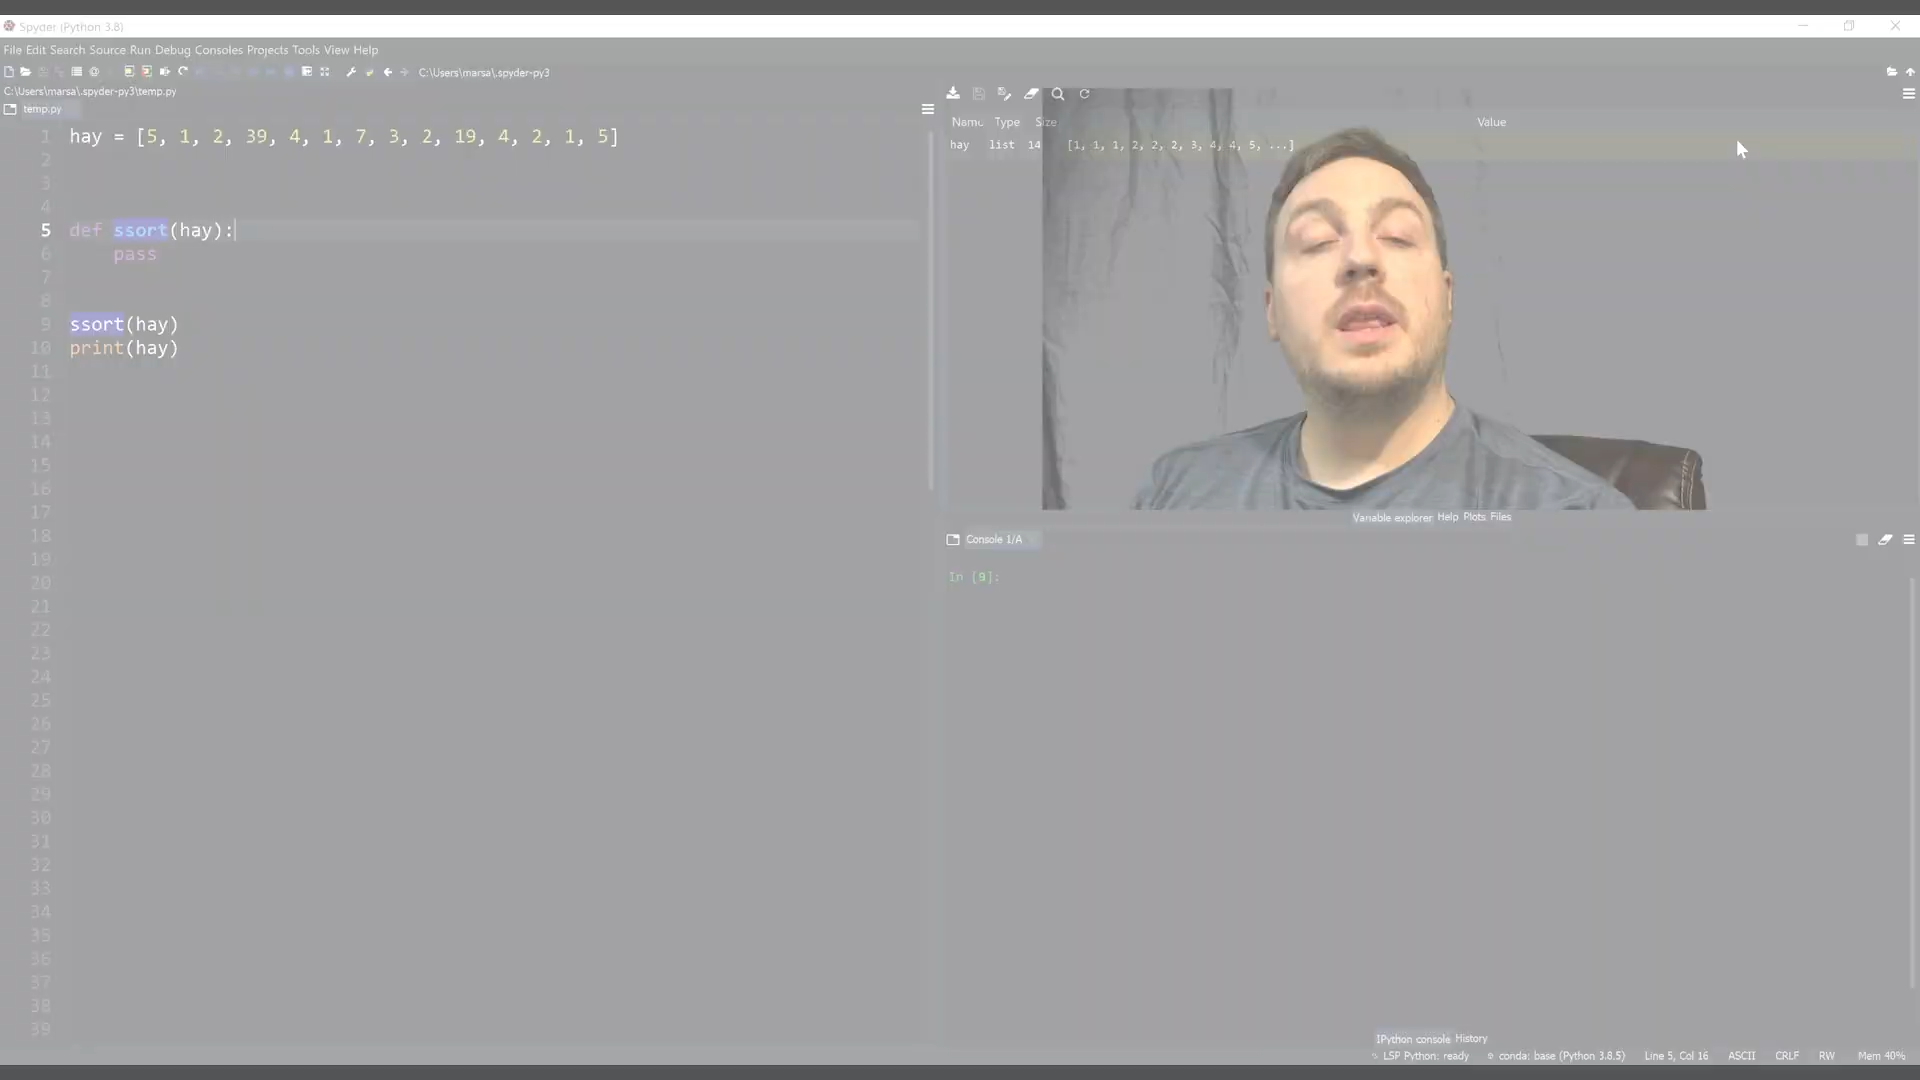 Spyder (Python 3.8)
File Edit Search Source Run Debug Consoles Projects Tools View Help
C:\Users\marsa\.spyder-py3
C:\Users\marsa\.spyder-py3\temp.py
temp.py
1 hay = [5, 1, 2, 39, 4, 1, 7, 3, 2, 19, 4, 2, 1, 5]
2
3
4
5 def ssort(hay):
6 pass
7
8
9 ssort(hay)
10 print(hay)
11
12
13
14
15
16
17
18
19
20
21
22
23
24
25
26
27
28
29
30
31
32
33
34
35
36
37
38
39
Name Type Size Value
hay list 14 [1, 1, 1, 2, 2, 2, 3, 4, 4, 5, ...]
Variable explorer Help Plots Files
Console 1/A
In [9]:
IPython console History
LSP Python: ready conda: base (Python 3.8.5) Line 5, Col 16 ASCII CRLF RW Mem 40%